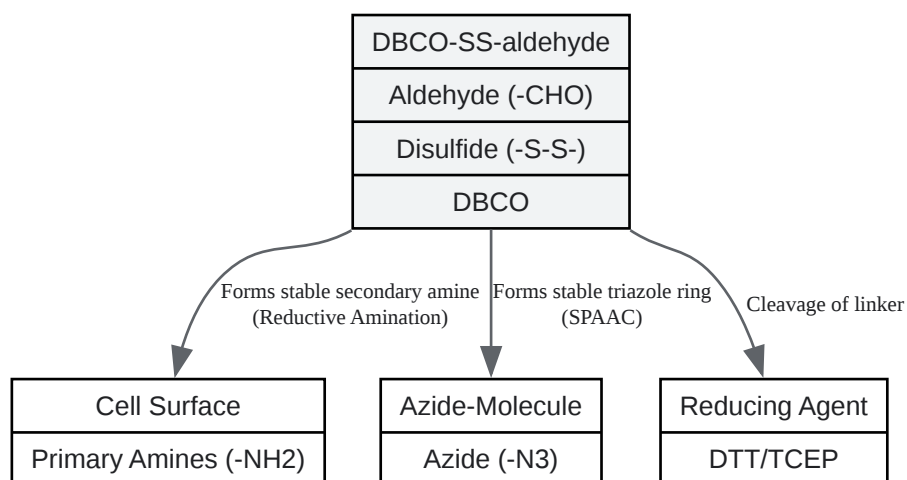 DBCO-SS-aldehyde
Aldehyde (-CHO)
Disulfide (-S-S-)
DBCO
Forms stable secondary amine
(Reductive Amination)
Forms stable triazole ring
(SPAAC)
Cleavage of linker
Cell Surface
Primary Amines (-NH2)
Azide-Molecule
Azide (-N3)
Reducing Agent
DTT/TCEP